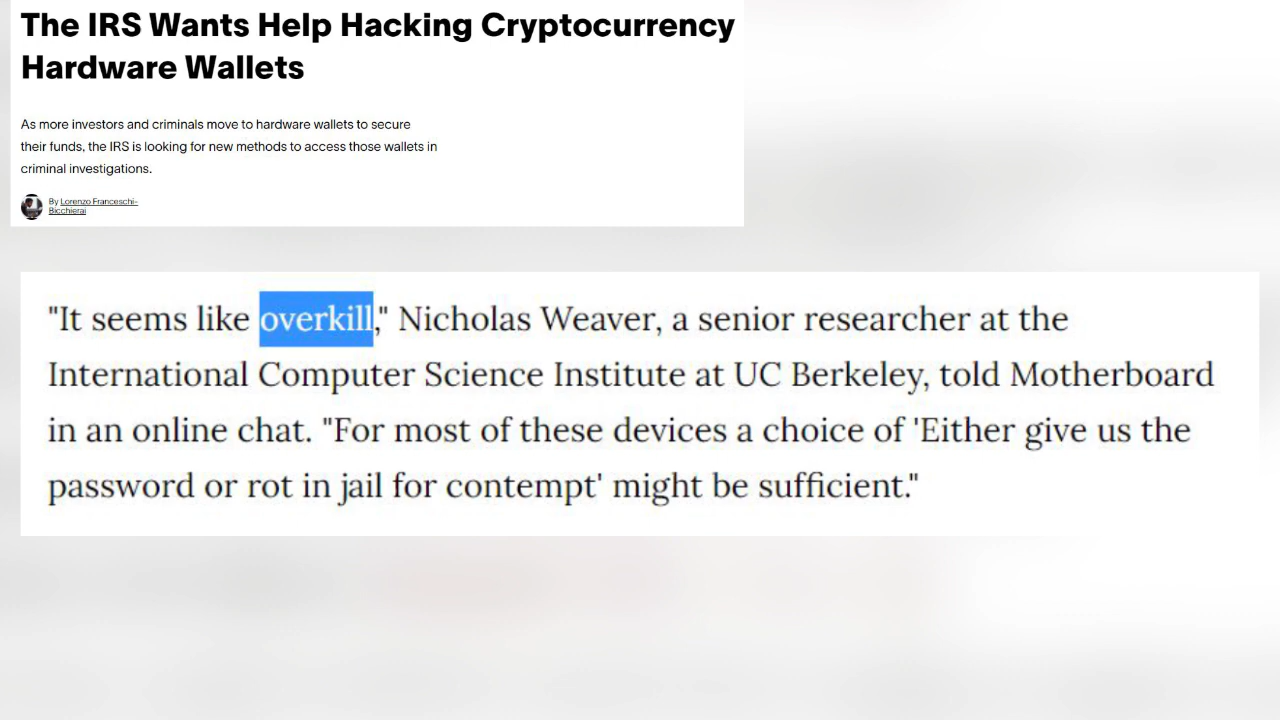 The IRS Wants Help Hacking Cryptocurrency
Hardware Wallets
As more investors and criminals move to hardware wallets to secure
their funds, the IRS is looking for new methods to access those wallets in
criminal investigations.
By Lorenzo Franceschi-
Bicchierai
"It seems like overkill," Nicholas Weaver, a senior researcher at the
International Computer Science Institute at UC Berkeley, told Motherboard
in an online chat. "For most of these devices a choice of 'Either give us the
password or rot in jail for contempt' might be sufficient."